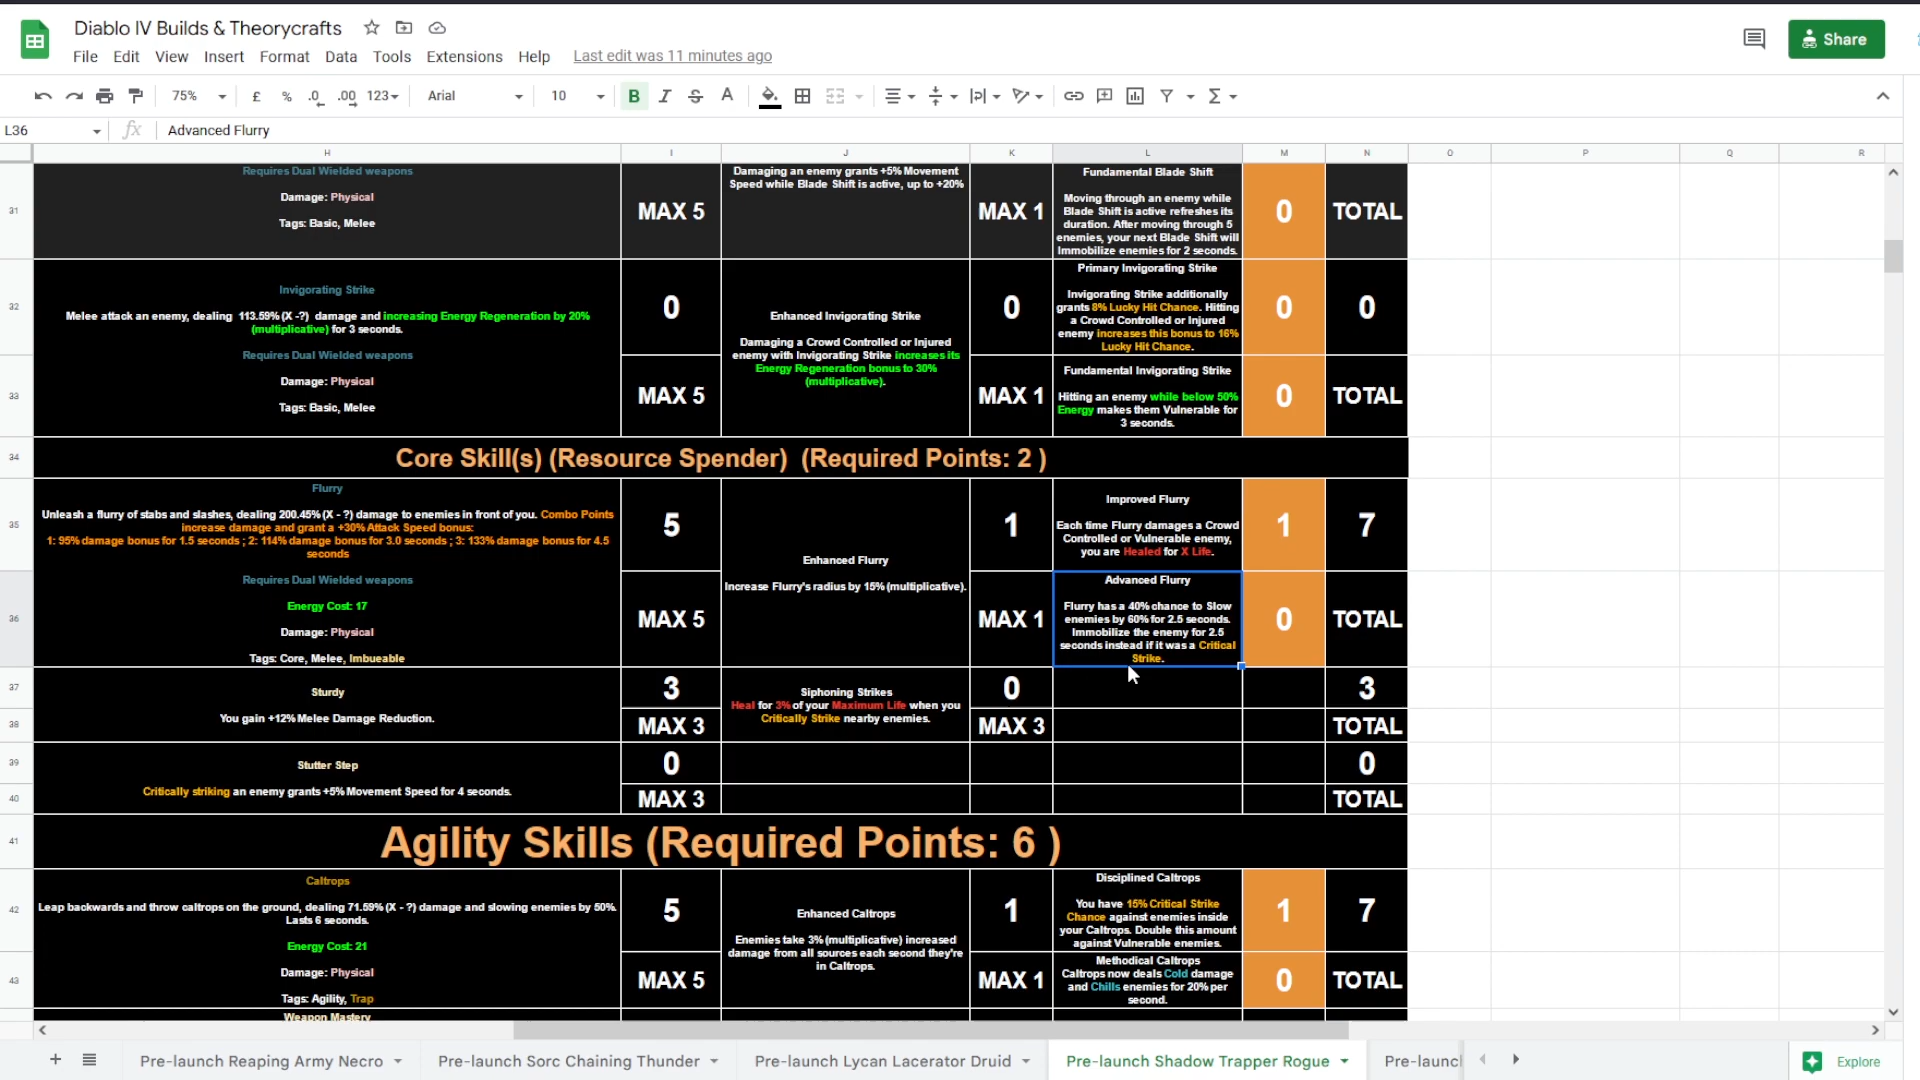 Diablo IV Builds & Theorycrafts
Share
File Edit View Insert Format Data Tools Extensions Help Last edit was 11 minutes ago
75% £ % .0 .00 123 Arial 10 B I S A
L36 fx Advanced Flurry
H I J K L M N O P Q R
31
Requires Dual Wielded weapons
Damage: Physical
Tags: Basic, Melee
MAX 5
Damaging an enemy grants +5% Movement
Speed while Blade Shift is active, up to +20%
MAX 1
Fundamental Blade Shift
Moving through an enemy while
Blade Shift is active refreshes its
duration. After moving through 5
enemies, your next Blade Shift will
Immobilize enemies for 2 seconds.
0
TOTAL
32
Invigorating Strike
Melee attack an enemy, dealing 113.59% (X -?) damage and increasing Energy Regeneration by 20%
(multiplicative) for 3 seconds.
Requires Dual Wielded weapons
Damage: Physical
Tags: Basic, Melee
0
MAX 5
Enhanced Invigorating Strike
Damaging a Crowd Controlled or Injured
enemy with Invigorating Strike increases its
Energy Regeneration bonus to 30%
(multiplicative).
0
MAX 1
Primary Invigorating Strike
Invigorating Strike additionally
grants 8% Lucky Hit Chance. Hitting
a Crowd Controlled or Injured
enemy increases this bonus to 16%
Lucky Hit Chance.
0
0
33
Fundamental Invigorating Strike
Hitting an enemy while below 50%
Energy makes them Vulnerable for
3 seconds.
0
TOTAL
34
Core Skill(s) (Resource Spender) (Required Points: 2 )
35
Flurry
Unleash a flurry of stabs and slashes, dealing 200.45% (X - ?) damage to enemies in front of you. Combo Points
increase damage and grant a +30% Attack Speed bonus:
1: 95% damage bonus for 1.5 seconds ; 2: 114% damage bonus for 3.0 seconds ; 3: 133% damage bonus for 4.5
seconds
Requires Dual Wielded weapons
Energy Cost: 17
Damage: Physical
Tags: Core, Melee, Imbueable
5
MAX 5
Enhanced Flurry
Increase Flurry's radius by 15% (multiplicative).
1
MAX 1
Improved Flurry
Each time Flurry damages a Crowd
Controlled or Vulnerable enemy,
you are Healed for X Life.
1
7
36
Advanced Flurry
Flurry has a 40% chance to Slow
enemies by 60% for 2.5 seconds.
Immobilize the enemy for 2.5
seconds instead if it was a Critical
Strike.
0
TOTAL
37
Sturdy
You gain +12% Melee Damage Reduction.
3
Siphoning Strikes
Heal for 3% of your Maximum Life when you
Critically Strike nearby enemies.
0
3
38
MAX 3
MAX 3
TOTAL
39
Stutter Step
Critically striking an enemy grants +5% Movement Speed for 4 seconds.
0
0
40
MAX 3
TOTAL
41
Agility Skills (Required Points: 6 )
42
Caltrops
Leap backwards and throw caltrops on the ground, dealing 71.59% (X - ?) damage and slowing enemies by 50%.
Lasts 6 seconds.
Energy Cost: 21
Damage: Physical
Tags: Agility, Trap
5
MAX 5
Enhanced Caltrops
Enemies take 3% (multiplicative) increased
damage from all sources each second they're
in Caltrops.
1
MAX 1
Disciplined Caltrops
You have 15% Critical Strike
Chance against enemies inside
your Caltrops. Double this amount
against Vulnerable enemies.
1
7
43
Methodical Caltrops
Caltrops now deals Cold damage
and Chills enemies for 20% per
second.
0
TOTAL
Weapon Mastery
Pre-launch Reaping Army Necro Pre-launch Sorc Chaining Thunder Pre-launch Lycan Lacerator Druid Pre-launch Shadow Trapper Rogue Pre-launcl
Explore